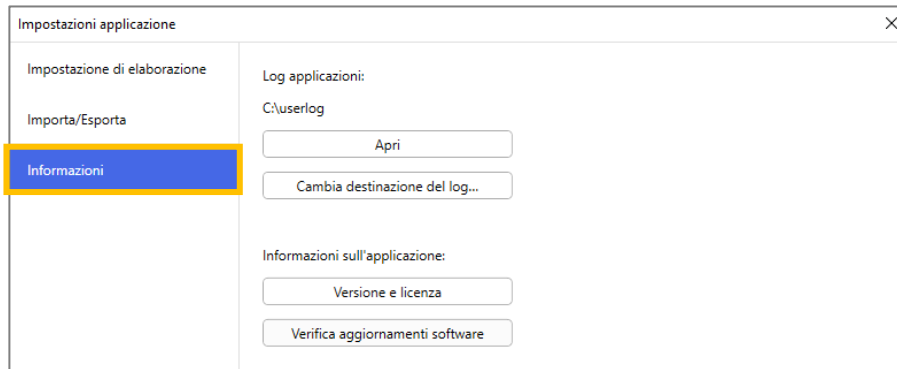 Impostazioni applicazione
Impostazione di elaborazione
Importa/Esporta
Informazioni
Log applicazioni:
C:\userlog
Apri
Cambia destinazione del log...
Informazioni sull'applicazione:
Versione e licenza
Verifica aggiornamenti software